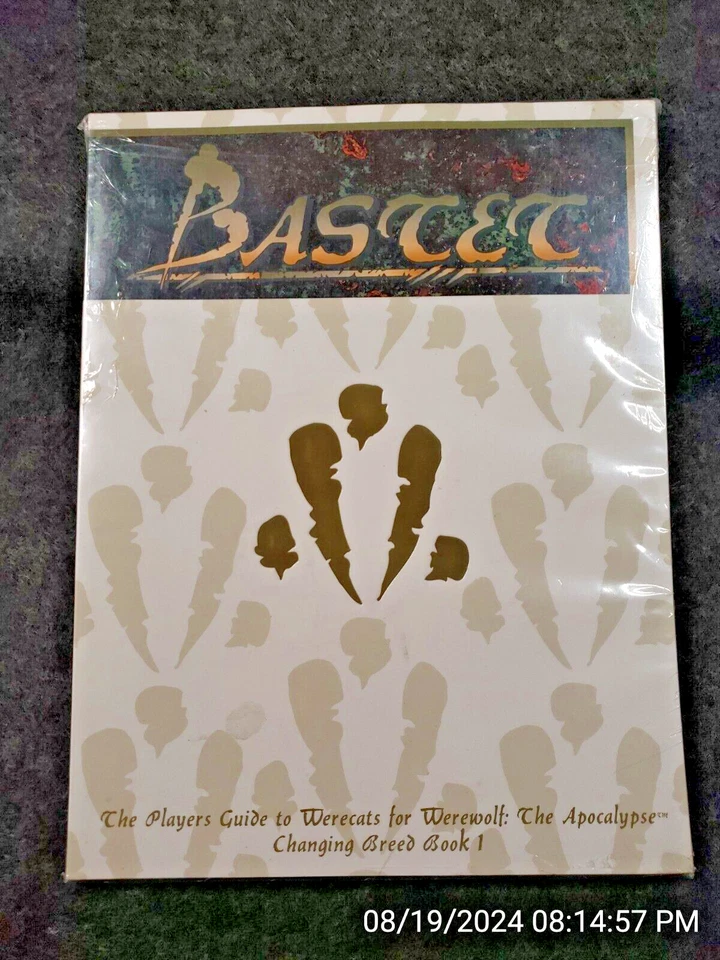 BASTET
The Players Guide to Werecats for Werewolf: The Apocalypse™
Changing Breed Book 1
08/19/2024 08:14:57 PM